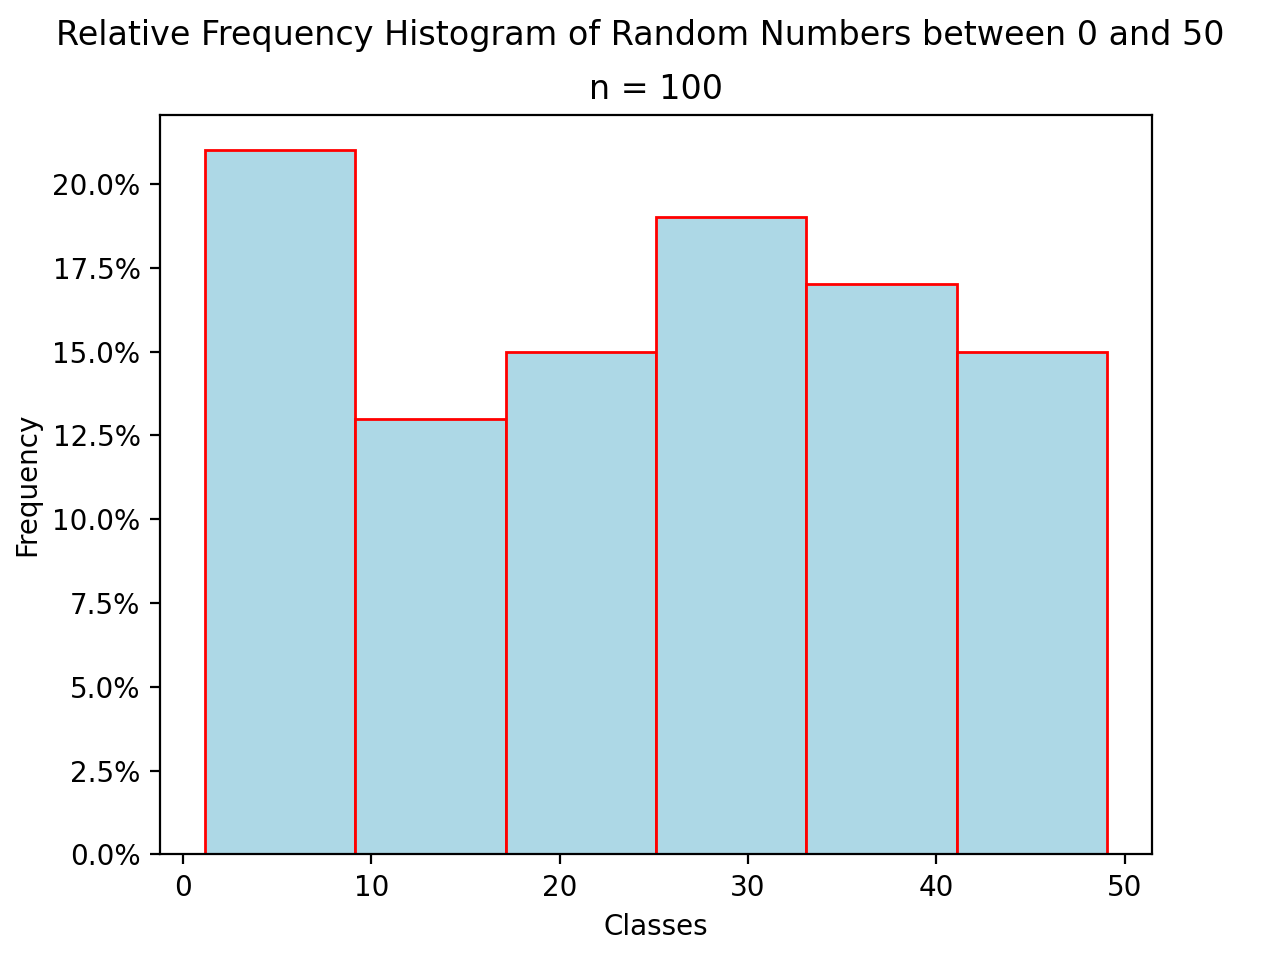 Relative Frequency Histogram of Random Numbers between 0 and 50
n = 100
20.0%
17.5%
15.0%
12.5%
10.0%
7.5%
5.0%
2.5%
0.0%
Frequency
0 10 20 30 40 50
Classes